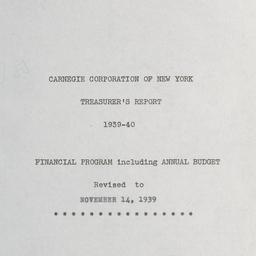 CARNEGIE CORPORATION OF NEW YORK
TREASURER'S REPORT
1939-40
FINANCIAL PROGRAM including ANNUAL BUDGET
Revised to
NOVEMBER 14, 1939
* * * * * * * * * * * * * * * *